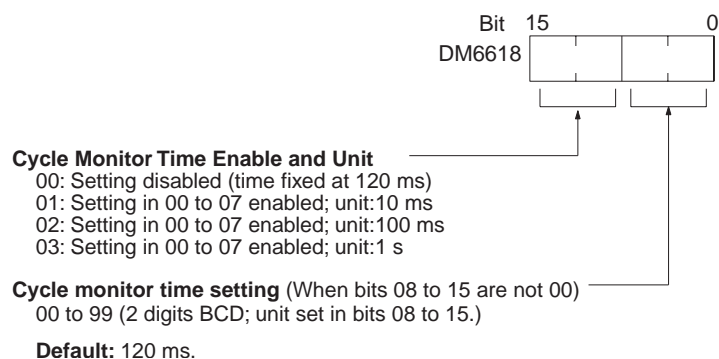 Bit 15 0
DM6618
Cycle Monitor Time Enable and Unit
00: Setting disabled (time fixed at 120 ms)
01: Setting in 00 to 07 enabled; unit:10 ms
02: Setting in 00 to 07 enabled; unit:100 ms
03: Setting in 00 to 07 enabled; unit:1 s
Cycle monitor time setting (When bits 08 to 15 are not 00)
00 to 99 (2 digits BCD; unit set in bits 08 to 15.)
Default: 120 ms.